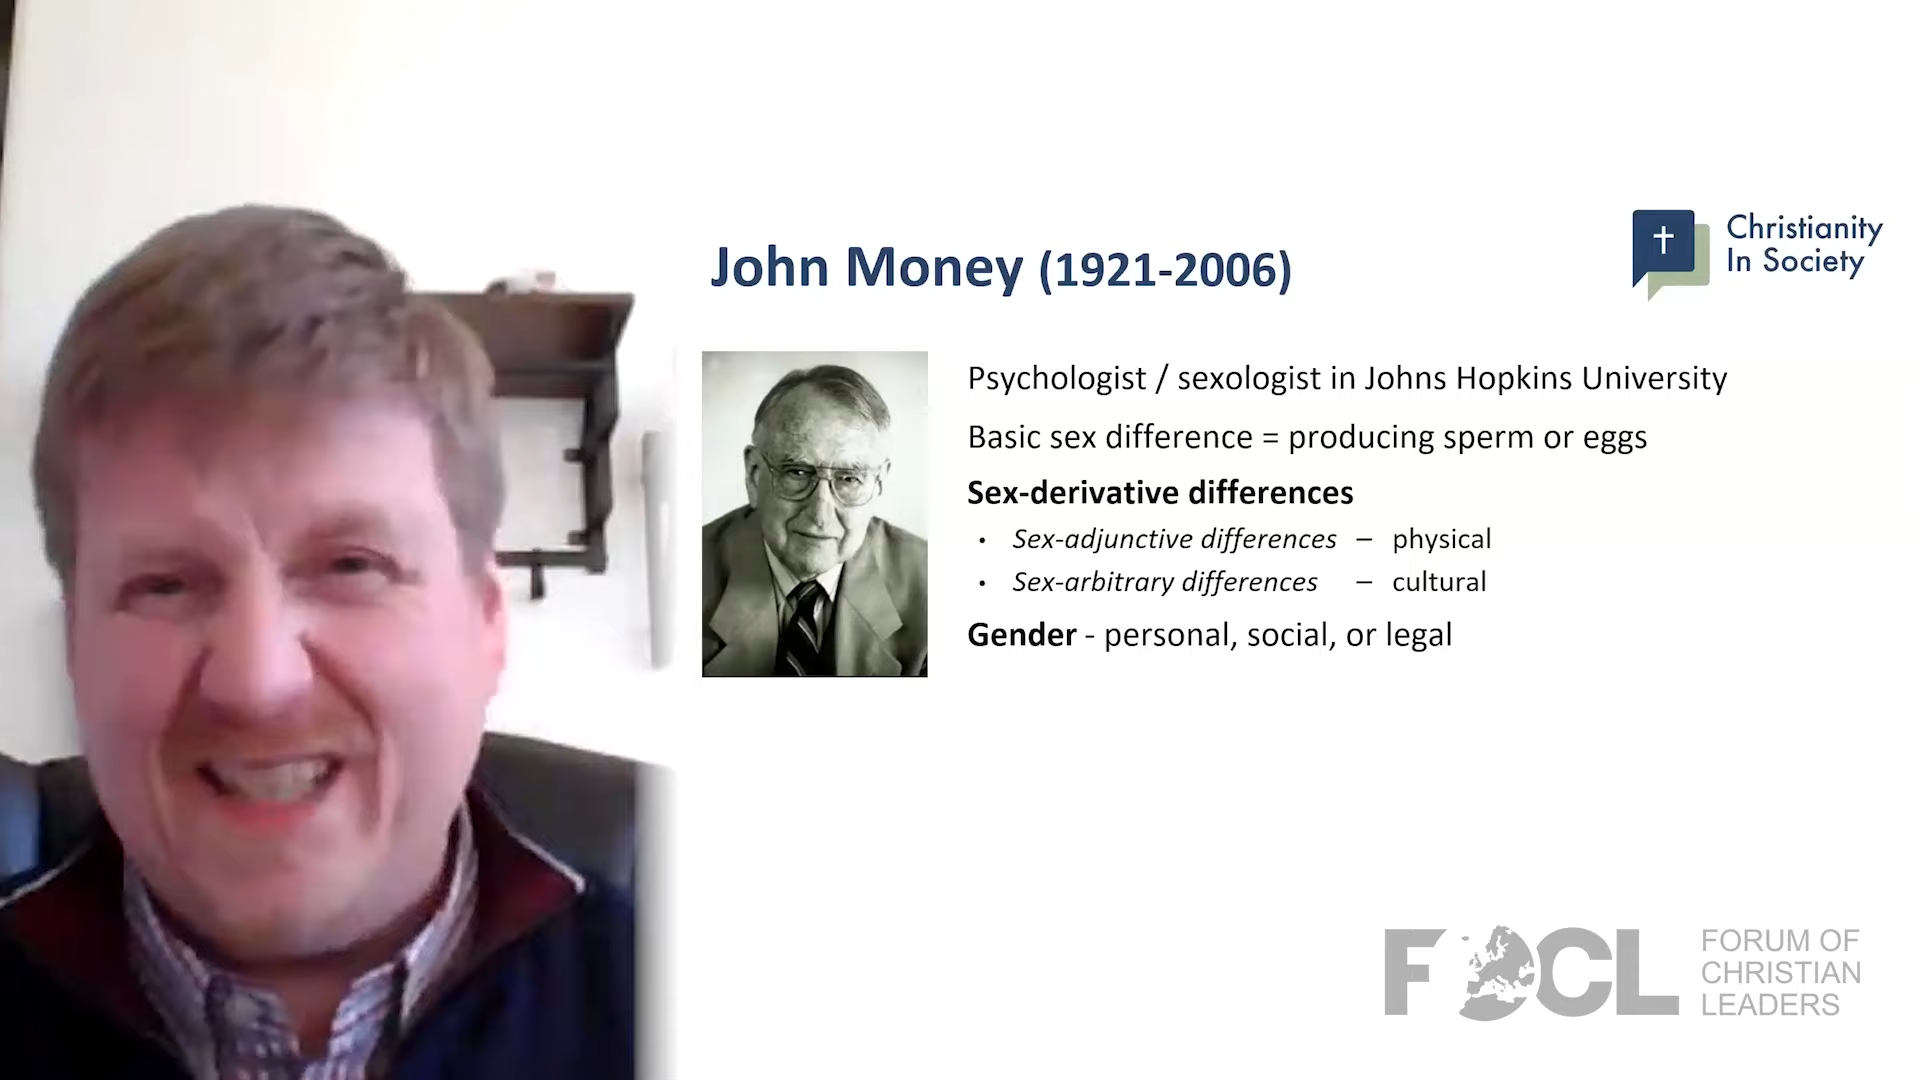 John Money (1921-2006)
Christianity
In Society
Psychologist / sexologist in Johns Hopkins University
Basic sex difference = producing sperm or eggs
Sex-derivative differences
• Sex-adjunctive differences – physical
• Sex-arbitrary differences – cultural
Gender - personal, social, or legal
FOCL
FORUM OF
CHRISTIAN
LEADERS